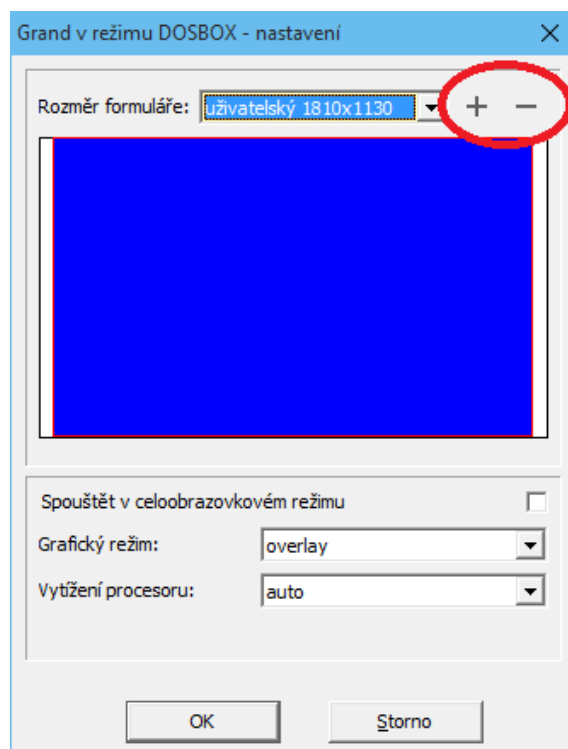 Grand v režimu DOSBOX - nastavení
Rozměr formuláře: uživatelský 1810x1130 + −
Spouštět v celoobrazovkovém režimu
Grafický režim: overlay
Vytížení procesoru: auto
OK Storno